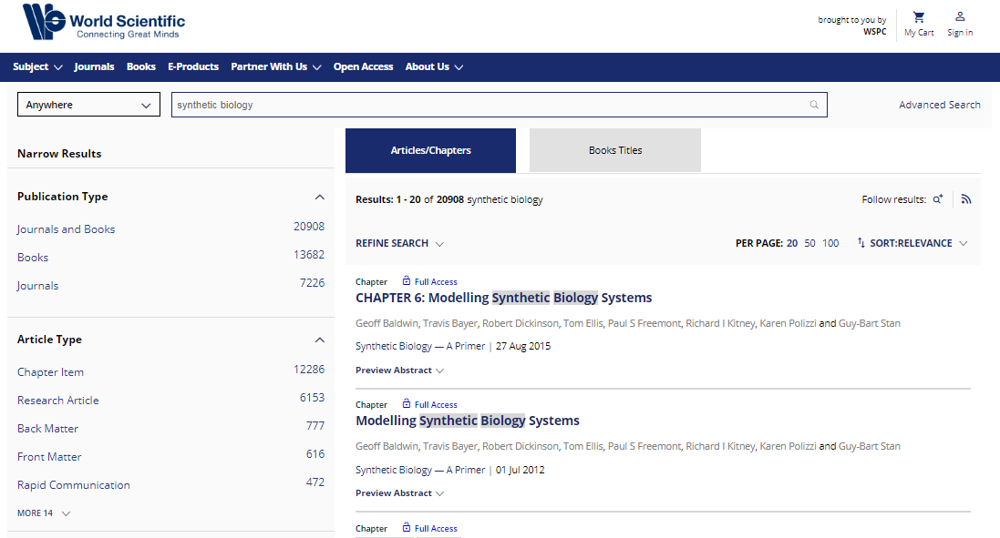 World Scientific
Connecting Great Minds
brought to you by
WSPC
My Cart
Sign in
Subject
Journals
Books
E-Products
Partner With Us
Open Access
About Us
Anywhere
synthetic biology
Advanced Search
Narrow Results
Publication Type
Journals and Books 20908
Books 13682
Journals 7226
Article Type
Chapter Item 12286
Research Article 6153
Back Matter 777
Front Matter 616
Rapid Communication 472
MORE 14
Articles/Chapters
Books Titles
Results: 1 - 20 of 20908 synthetic biology
Follow results:
REFINE SEARCH
PER PAGE: 20 50 100
SORT:RELEVANCE
Chapter Full Access
CHAPTER 6: Modelling Synthetic Biology Systems
Geoff Baldwin, Travis Bayer, Robert Dickinson, Tom Ellis, Paul S Freemont, Richard I Kitney, Karen Polizzi and Guy-Bart Stan
Synthetic Biology — A Primer | 27 Aug 2015
Preview Abstract
Chapter Full Access
Modelling Synthetic Biology Systems
Geoff Baldwin, Travis Bayer, Robert Dickinson, Tom Ellis, Paul S Freemont, Richard I Kitney, Karen Polizzi and Guy-Bart Stan
Synthetic Biology — A Primer | 01 Jul 2012
Preview Abstract
Chapter Full Access